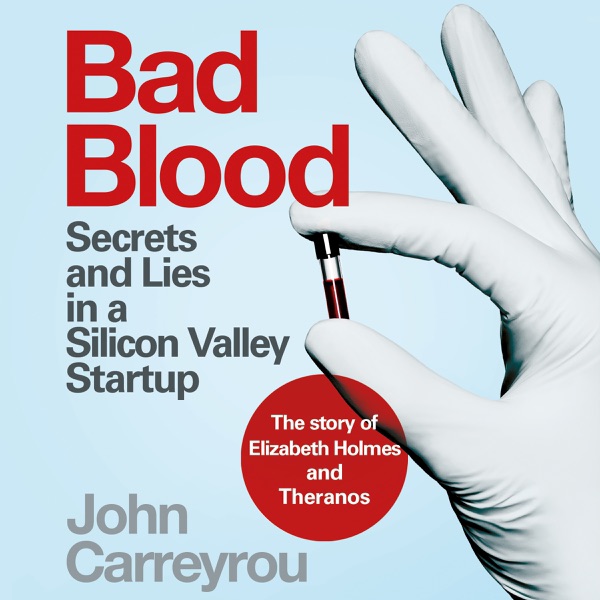 Bad
Blood
Secrets
and Lies
in a
Silicon Valley
Startup
The story of
Elizabeth Holmes
and
Theranos
John
Carreyrou